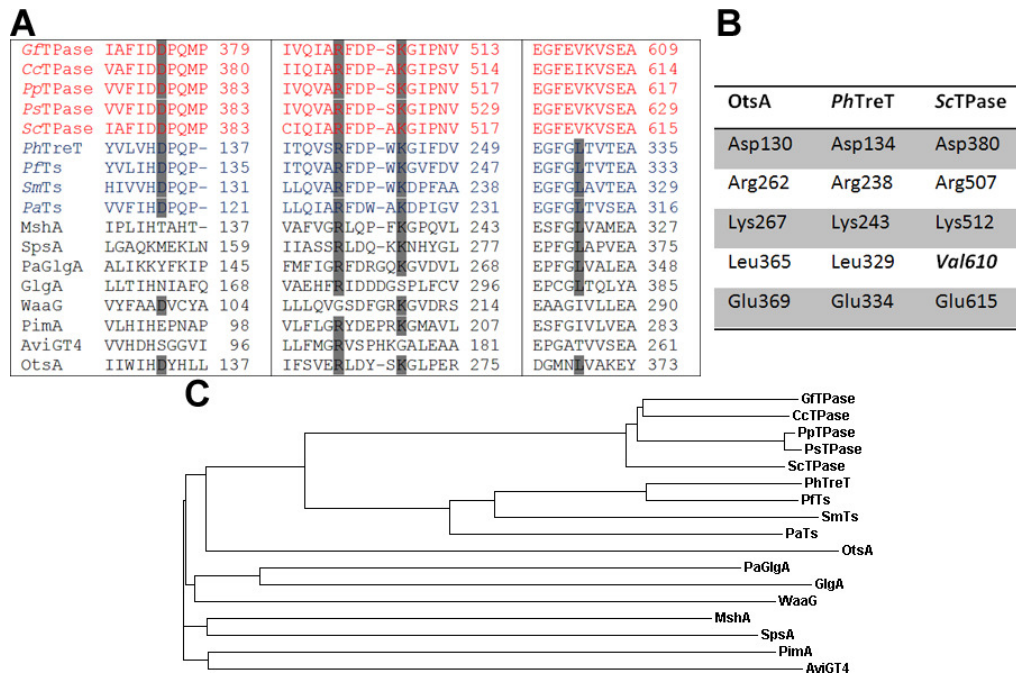 A
GfTPase IAFIDDPQMP 379 IVQIARFDP-SKGIPNV 513 EGFEVKVSEA 609
CcTPase VAFIDDPQMP 380 IIQIARFDP-AKGIPSV 514 EGFEIKVSEA 614
PpTPase VVFIDDPQMP 383 IVQVARFDP-SKGIPNV 517 EGFEVKVSEA 617
PsTPase VVFIDDPQMP 383 IVQVARFDP-SKGIPNV 529 EGFEVKVSEA 629
ScTPase IAFIDDPQMP 383 CIQIARFDP-AKGIPNV 517 EGFEVKVSEA 615
PhTreT YVLVHDPQP- 137 ITQVSRFDP-WKGVFDV 249 EGFGLTVTEA 335
PfTs YVLIHDPQP- 135 ITQVSRFDP-WKGIFDV 247 EGFGLTVTEA 333
SmTs HIVVHDPQP- 131 LLQVARFDP-WKDPFAA 238 EGFGLAVTEA 329
PaTs VVFIHDPQP- 121 LLQIARFDW-AKDPIGV 231 EGFGLTVSEA 316
MshA IPLIHTAHT- 137 VAFVGRLQP-FKGPQVL 243 ESFGLVAMEA 327
SpsA LGAQKMEKLN 159 IIASSRLDQ-KKNHYGL 277 EPFGLAPVEA 375
PaGlgA ALIKKYFKIP 145 FMFIGRFDRGQKGVDVL 268 EPFGLVALEA 348
GlgA LLTIHNIAFQ 168 VAEHFRIDDDGSPLFCV 296 EPCGLTQLYA 385
WaaG VYFAADVCYA 104 LLLQVGSDFGRKGVDRS 214 EAAGIVLLEA 290
PimA VLHIHEPNAP 98 VLFLGRYDEPRKGMAVL 207 ESFGIVLVEA 283
AviGT4 VVHDHSGGVI 96 LLFMGRVSPHKGALEAA 181 EPGATVVSEA 261
OtsA IIWIHDYHLL 137 IFSVERLDY-SKGLPER 275 DGMNLVAKEY 373
B
OtsA PhTreT ScTPase
Asp130 Asp134 Asp380
Arg262 Arg238 Arg507
Lys267 Lys243 Lys512
Leu365 Leu329 Val610
Glu369 Glu334 Glu615
C
GfTPase
CcTPase
PpTPase
PsTPase
ScTPase
PhTreT
PfTs
SmTs
PaTs
OtsA
PaGlgA
GlgA
WaaG
MshA
SpsA
PimA
AviGT4